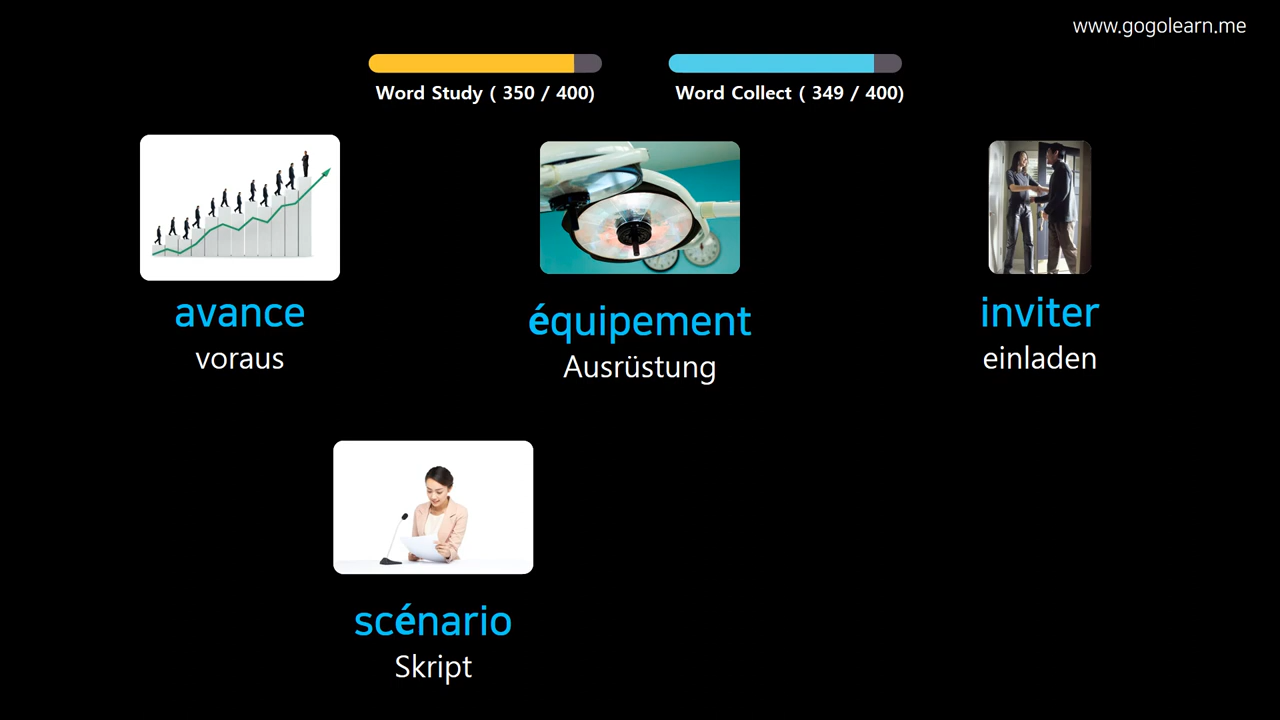 www.gogolearn.me
Word Study ( 350 / 400)
Word Collect ( 349 / 400)
avance
voraus
équipement
Ausrüstung
inviter
einladen
scénario
Skript